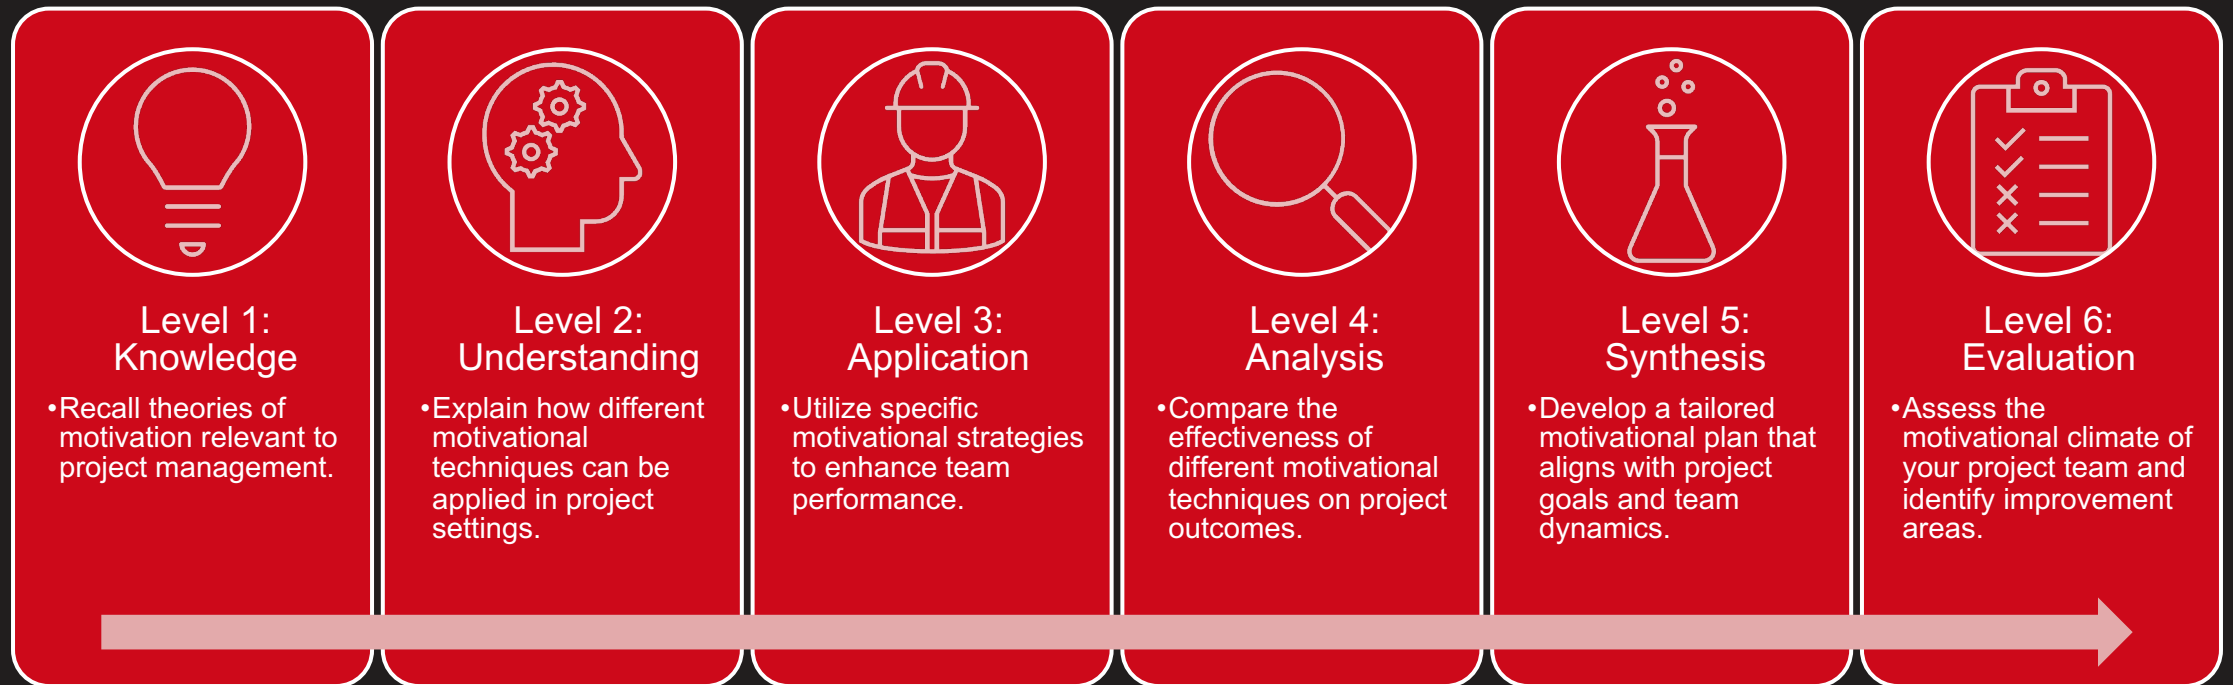 Level 1:
Knowledge
•Recall theories of
motivation relevant to
project management.
Level 2:
Understanding
•Explain how different
motivational
techniques can be
applied in project
settings.
Level 3:
Application
•Utilize specific
motivational strategies
to enhance team
performance.
Level 4:
Analysis
•Compare the
effectiveness of
different motivational
techniques on project
outcomes.
Level 5:
Synthesis
•Develop a tailored
motivational plan that
aligns with project
goals and team
dynamics.
Level 6:
Evaluation
•Assess the
motivational climate of
your project team and
identify improvement
areas.